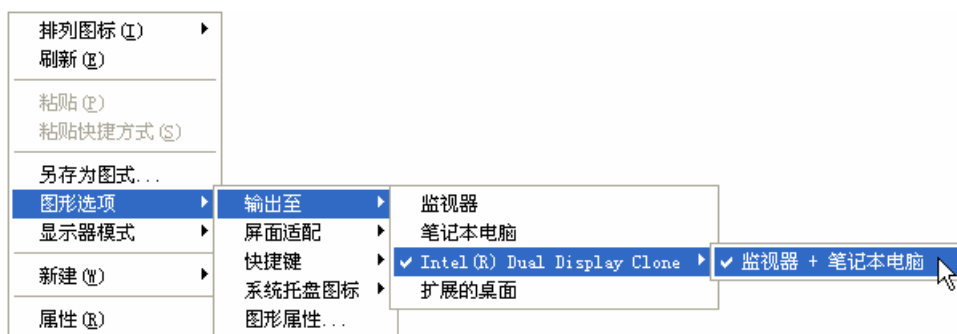 排列图标(I)
刷新(E)
粘贴(P)
粘贴快捷方式(S)
另存为图式...
图形选项
显示器模式
新建(W)
属性(R)
输出至
屏面适配
快捷键
系统托盘图标
图形属性...
监视器
笔记本电脑
Intel(R) Dual Display Clone
扩展的桌面
监视器 + 笔记本电脑